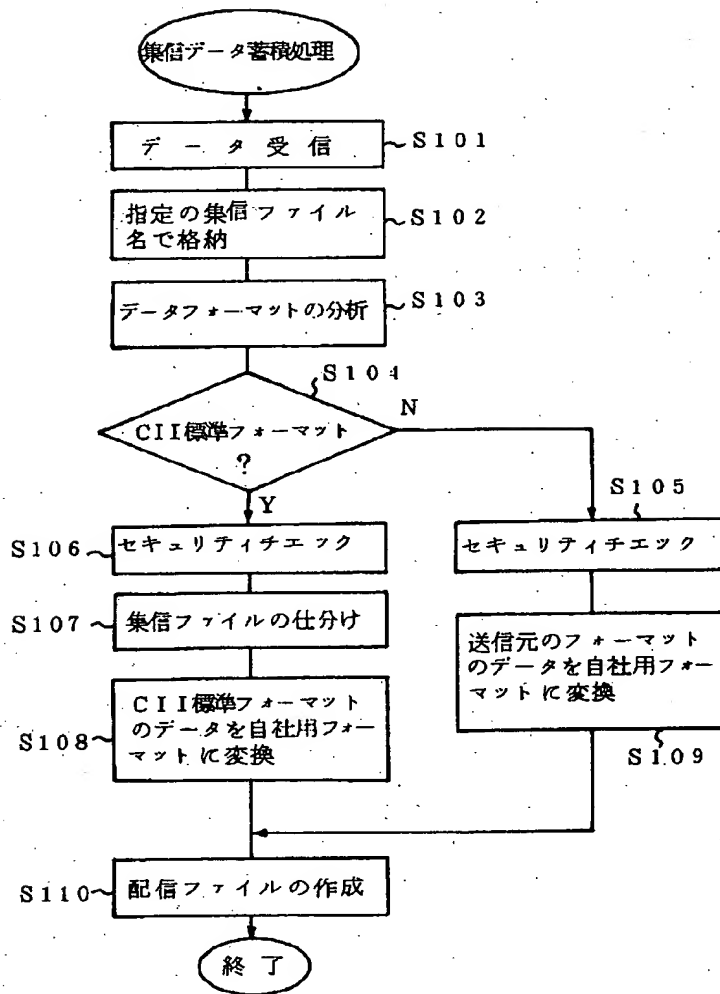 集信データ蓄積処理
データ受信
S101
指定の集信ファイル
名で格納
S102
データフォーマットの分析
S103
S104
CII標準フォーマット
?
N
Y
S105
セキュリティチエック
S106
セキュリティチエック
S107
集信ファイルの仕分け
送信元のフォーマット
のデータを自社用フォー
マットに変換
S109
S108
CII標準フォーマット
のデータを自社用フォー
マットに変換
S110
配信ファイルの作成
終了